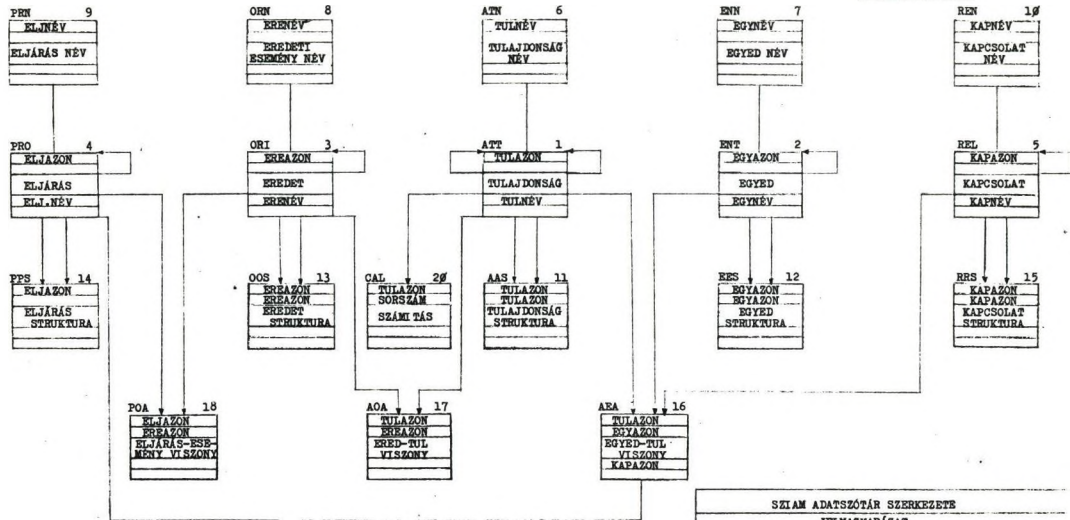 PRN 9
ELJNÉV
ELJÁRÁS NÉV
ORN 8
ERENÉV
EREDETI
ESEMÉNY NÉV
ATN 6
TULNÉV
TULAJDONSÁG
NÉV
ENN 7
EGYNÉV
EGYED NÉV
REN 10
KAPNÉV
KAPCSOLAT
NÉV
PRO 4
ELJAZON
ELJÁRÁS
ELJ.NÉV
ORI 3
EREAZON
EREDET
ERENÉV
ATT 1
TULAZON
TULAJDONSÁG
TULNÉV
ENT 2
EGYAZON
EGYED
EGYNÉV
REL 5
KAPAZON
KAPCSOLAT
KAPNÉV
PPS 14
ELJAZON
ELJÁRÁS
STRUKTURA
OOS 13
EREAZON
EREAZON
EREDET
STRUKTURA
CAL 20
TULAZON
SORSZÁM
SZÁMITÁS
AAS 11
TULAZON
TULAZON
TULAJDONSÁG
STRUKTURA
EES 12
EGYAZON
EGYAZON
EGYED
STRUKTURA
RRS 15
KAPAZON
KAPAZON
KAPCSOLAT
STRUKTURA
POA 18
ELJAZON
EREAZON
ELJÁRÁS-ESE-
MÉNY VISZONY
AOA 17
TULAZON
EREAZON
ERED-TUL
VISZONY
AEA 16
TULAZON
EGYAZON
EGYED-TUL
VISZONY
KAPAZON
SZIAM ADATSZÓTÁR SZERKEZETE